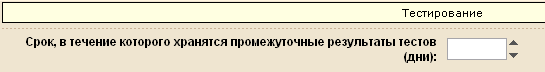 Тестирование
Срок, в течение которого хранятся промежуточные результаты тестов
(дни):